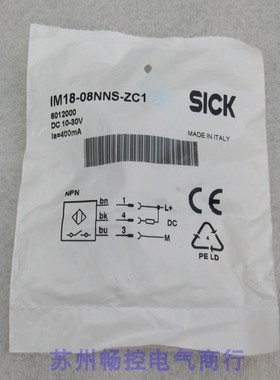 IM18-08NNS-ZC1
6012000
DC 10-30V
Ia=400mA
SICK
MADE IN ITALY
NPN
bn 1 L+
bk 4 DC
bu 3 M
CE
PE LD
苏州畅控电气商行